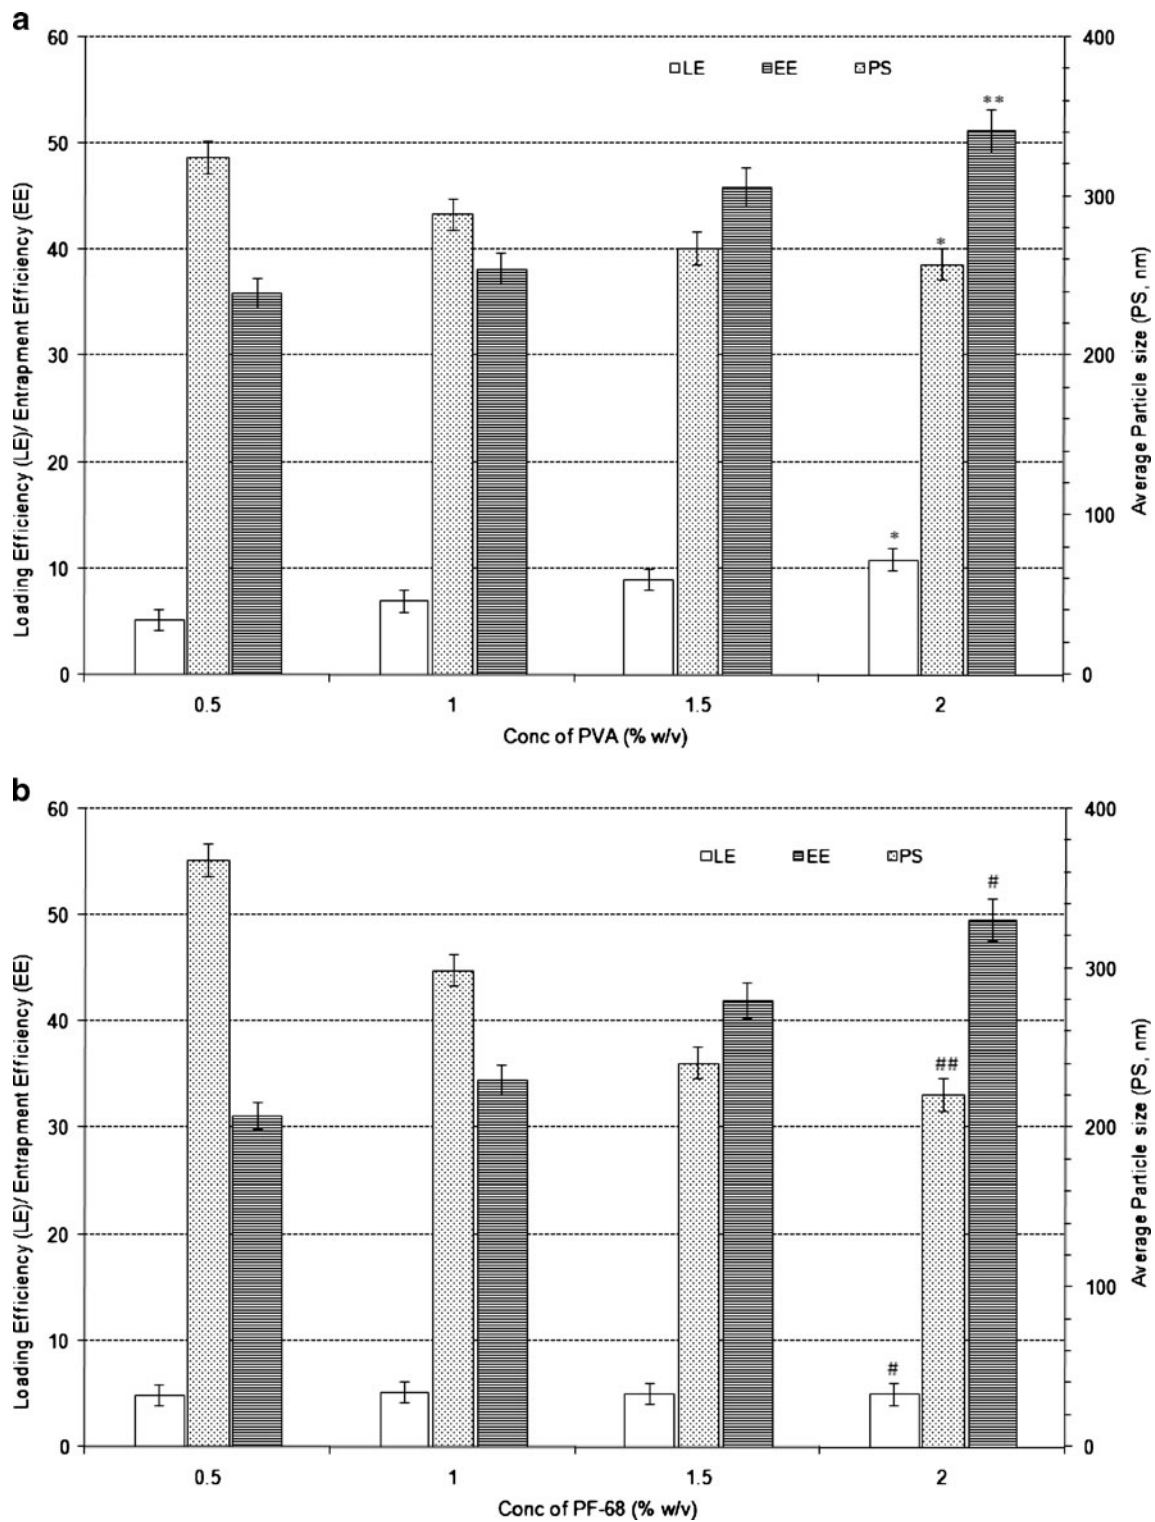 a
60
50
40
30
20
10
0
Loading Efficiency (LE)/ Entrapment Efficiency (EE)
LE EE PS
**
*
*
400
300
200
100
0
Average Particle size (PS, nm)
0.5 1 1.5 2
Conc of PVA (% w/v)
b
60
50
40
30
20
10
0
Loading Efficiency (LE)/ Entrapment Efficiency (EE)
LE EE PS
#
##
#
400
300
200
100
0
Average Particle size (PS, nm)
0.5 1 1.5 2
Conc of PF-68 (% w/v)